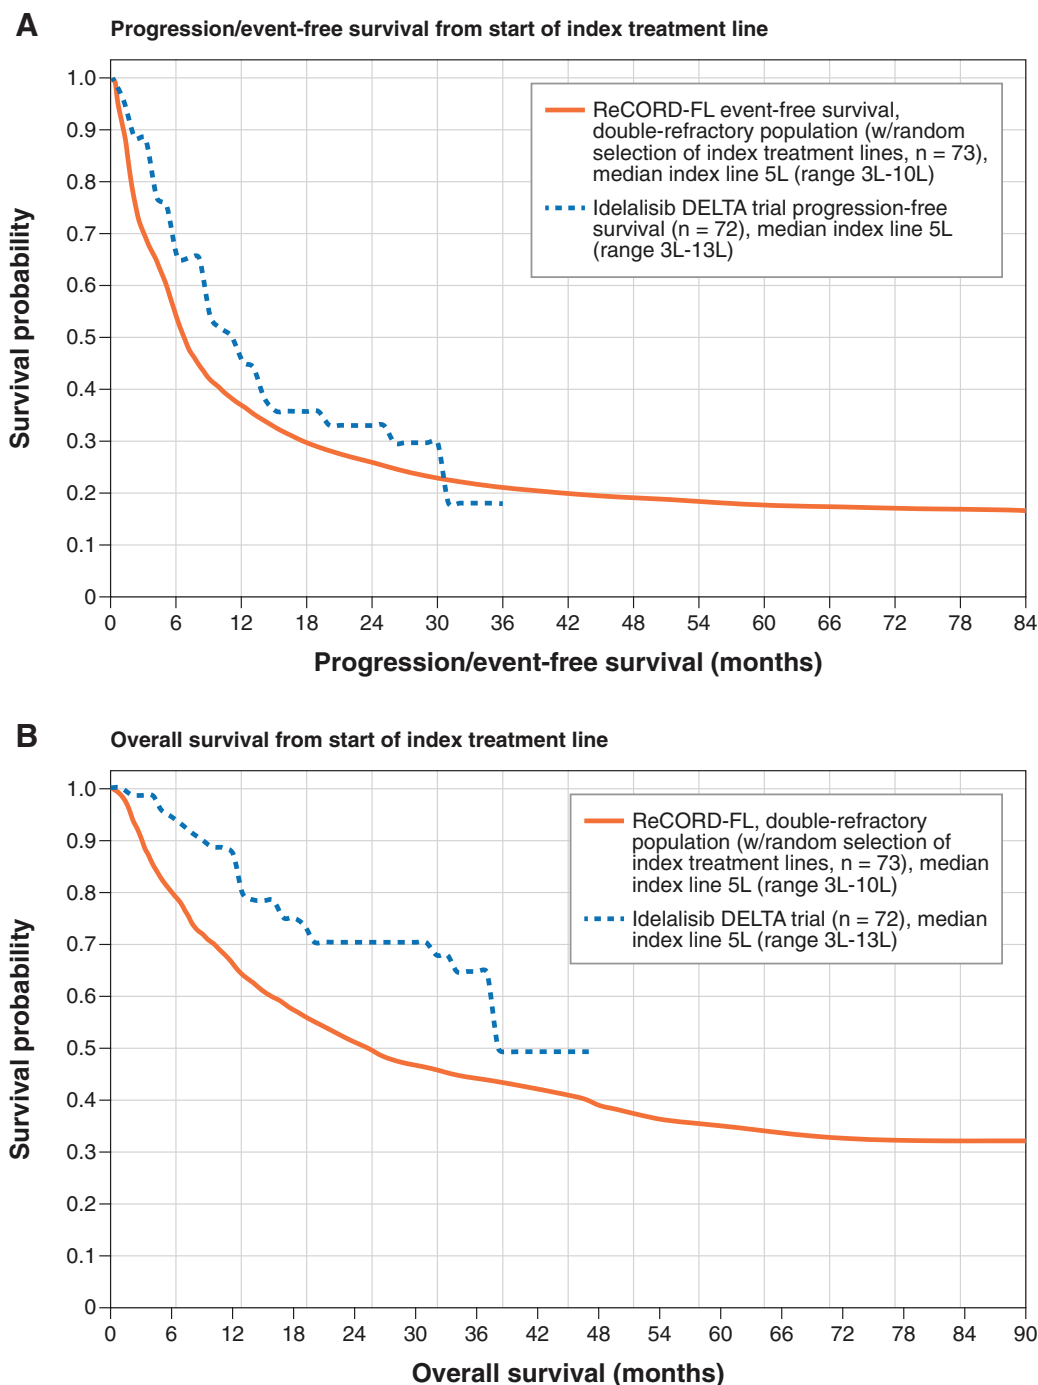 A
Progression/event-free survival from start of index treatment line
Survival probability
1.0
0.9
0.8
0.7
0.6
0.5
0.4
0.3
0.2
0.1
0
ReCORD-FL event-free survival,
double-refractory population (w/random
selection of index treatment lines, n = 73),
median index line 5L (range 3L-10L)
Idelalisib DELTA trial progression-free
survival (n = 72), median index line 5L
(range 3L-13L)
0 6 12 18 24 30 36 42 48 54 60 66 72 78 84
Progression/event-free survival (months)
B
Overall survival from start of index treatment line
Survival probability
1.0
0.9
0.8
0.7
0.6
0.5
0.4
0.3
0.2
0.1
0
ReCORD-FL, double-refractory
population (w/random selection of
index treatment lines, n = 73), median
index line 5L (range 3L-10L)
Idelalisib DELTA trial (n = 72), median
index line 5L (range 3L-13L)
0 6 12 18 24 30 36 42 48 54 60 66 72 78 84 90
Overall survival (months)